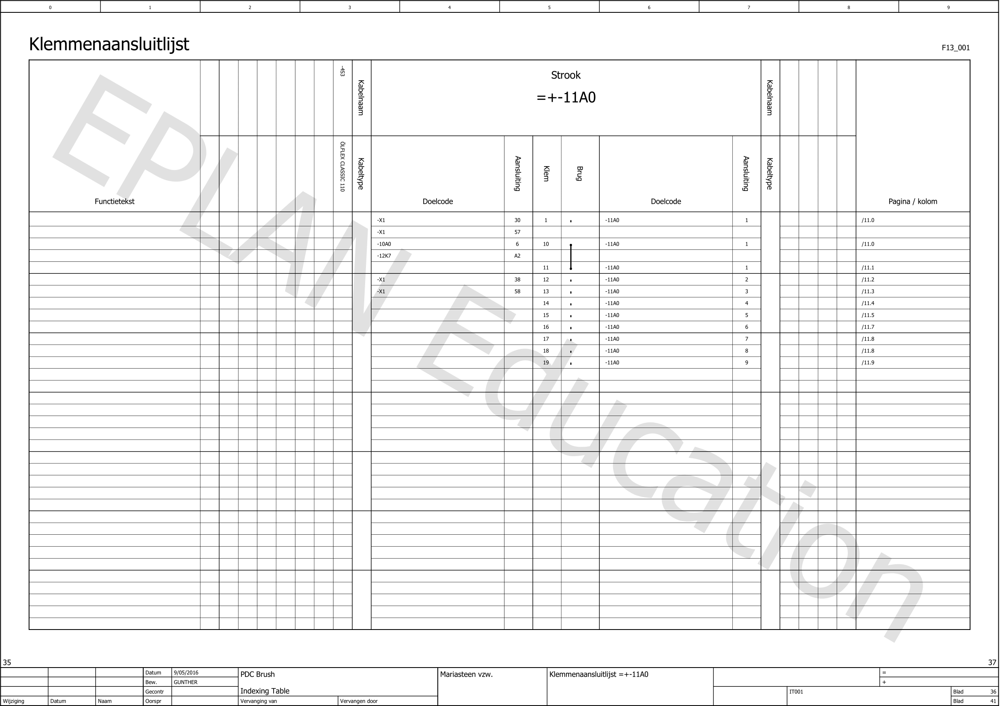 0 1 2 3 4 5 6 7 8 9
Klemmenaansluitlijst
F13_001
-4S3
Kabelnaam
Strook
=+-11A0
Kabelnaam
ÖLFLEX CLASSIC 110
Kabeltype
Aansluiting
Klem
Brug
Aansluiting
Kabeltype
Functietekst Doelcode Doelcode Pagina / kolom
-X1 30 1 -11A0 1 /11.0
-X1 57
-10A0 6 10 -11A0 1 /11.0
-12K7 A2
11 -11A0 1 /11.1
-X1 38 12 -11A0 2 /11.2
-X1 58 13 -11A0 3 /11.3
14 -11A0 4 /11.4
15 -11A0 5 /11.5
16 -11A0 6 /11.7
17 -11A0 7 /11.8
18 -11A0 8 /11.8
19 -11A0 9 /11.9
EPLAN Education
35 37
Datum 9/05/2016 PDC Brush Mariasteen vzw. Klemmenaansluitlijst =+-11A0 =
Bew. GUNTHER +
Gecontr Indexing Table IT001 Blad 36
Wijziging Datum Naam Oorspr Vervanging van Vervangen door Blad 41